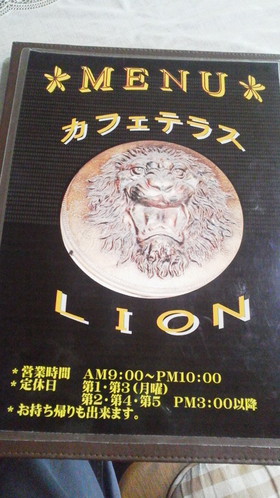 *MENU*
カフェテラス
LION
*営業時間 AM9:00～PM10:00
*定休日 第1・第3(月曜)
第2・第4・第5 PM3:00以降
*お持ち帰りも出来ます。